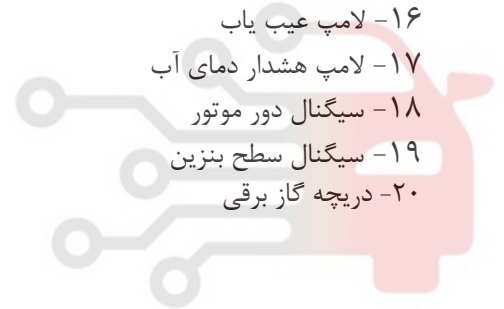 ۱۶- لامپ عیب یاب
۱۷- لامپ هشدار دمای آب
۱۸- سیگنال دور موتور
۱۹- سیگنال سطح بنزین
۲۰- دریچه گاز برقی